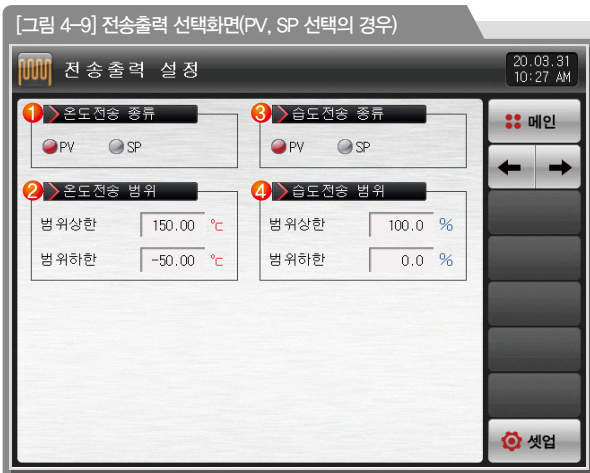 [그림 4-9] 전송출력 선택화면(PV, SP 선택의 경우)
전송출력 설정
20.03.31
10:27 AM
1 온도전송 종류
PV SP
2 온도전송 범위
범위상한 150.00 ℃
범위하한 -50.00 ℃
3 습도전송 종류
PV SP
4 습도전송 범위
범위상한 100.0 %
범위하한 0.0 %
메인
셋업